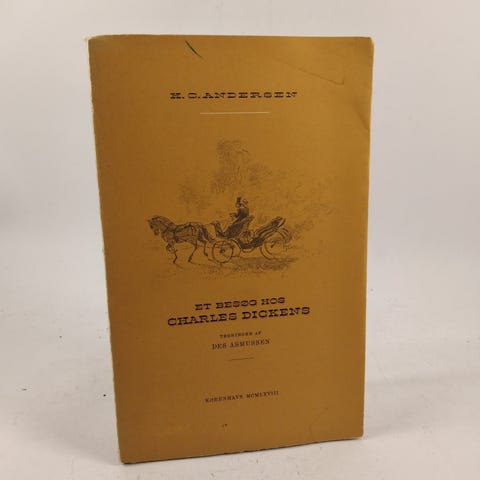 H. C. ANDERSEN
ET BESØG HOS
CHARLES DICKENS
TEGNINGER AF
DES ASMUSSEN
KØBENHAVN MCMLXVIII